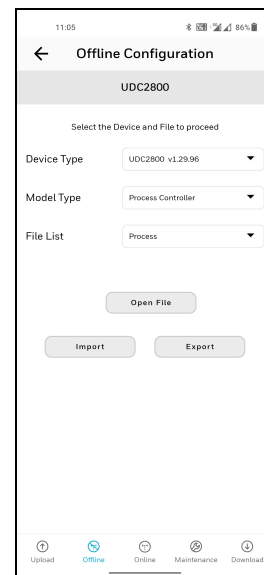 11:05 86%
Offline Configuration
UDC2800
Select the Device and File to proceed
Device Type UDC2800 v1.29.96
Model Type Process Controller
File List Process
Open File
Import Export
Upload Offline Online Maintenance Download